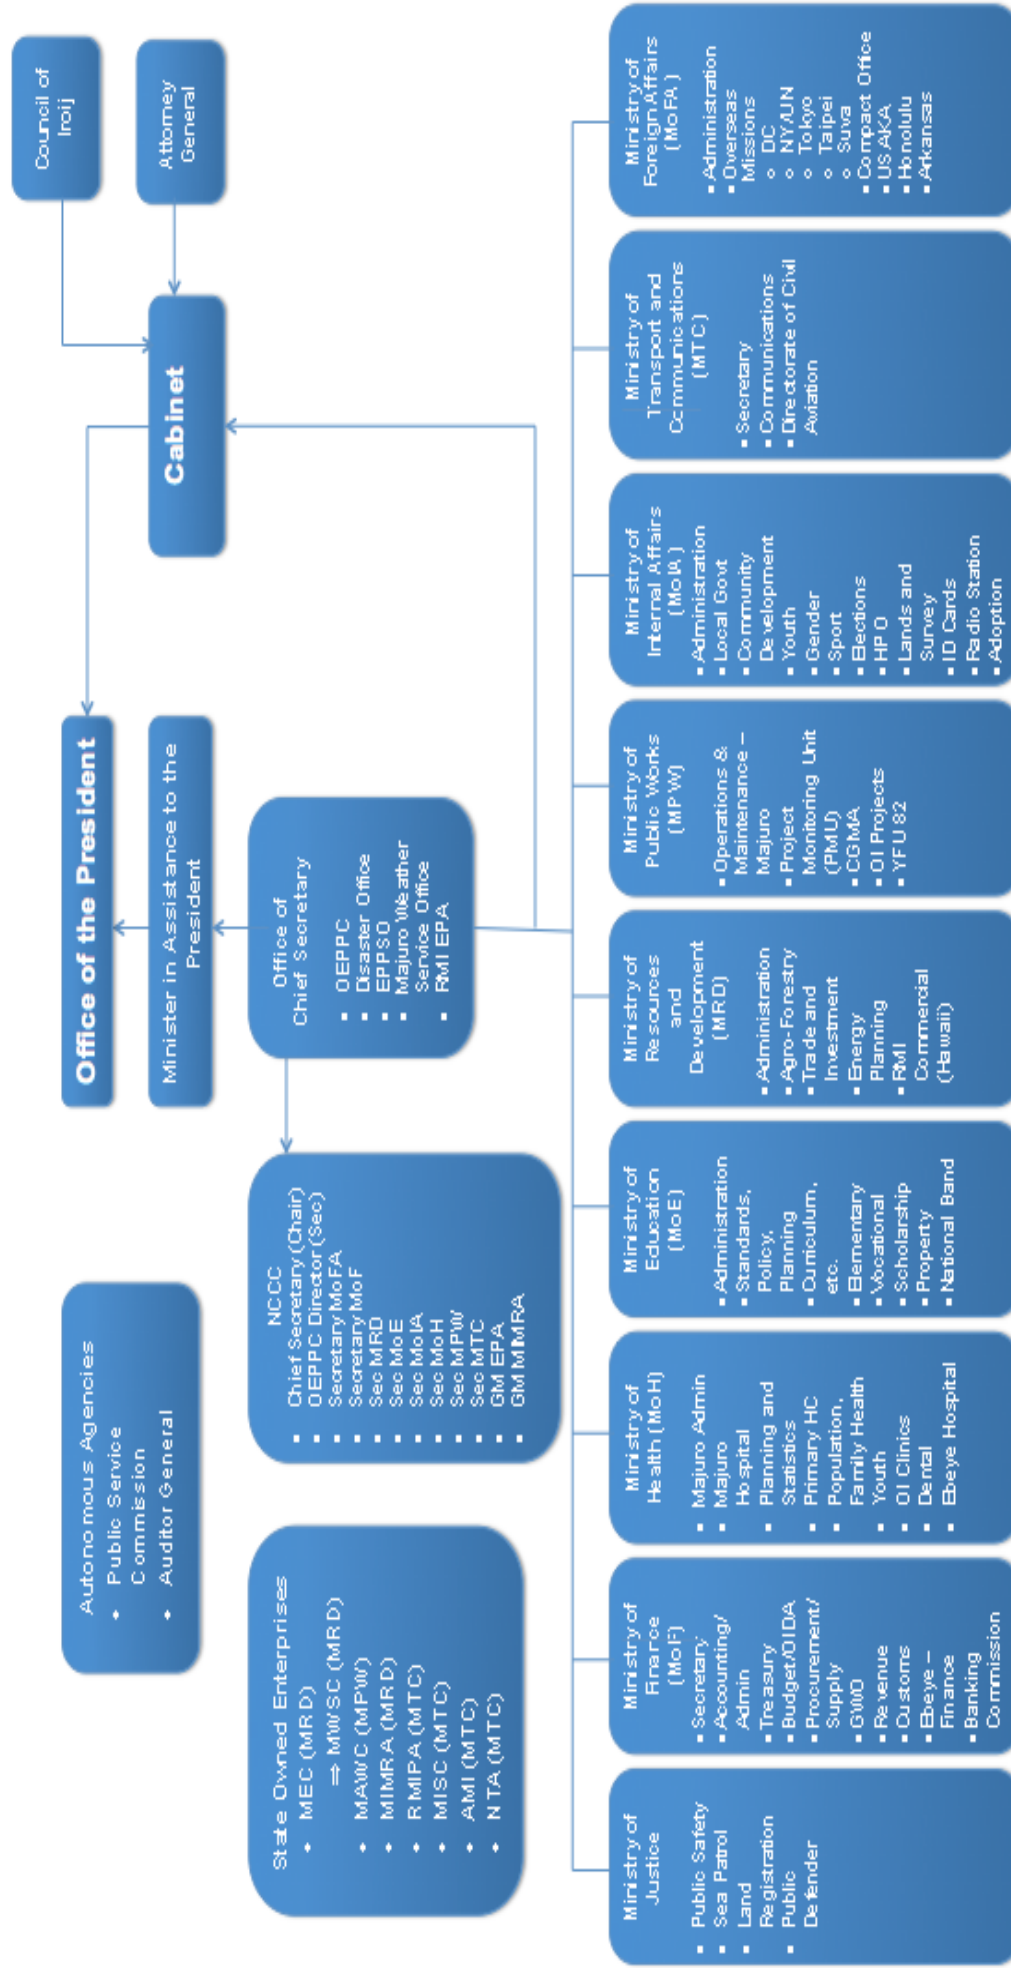 Council of
Iroij
Attorney
General
Cabinet
Office of the President
Minister in Assistance to the
President
Office of
Chief Secretary
▪ OEPPC
▪ Disaster Office
▪ EPPSO
▪ Majuro Weather
Service Office
▪ RMI EPA
Autonomous Agencies
• Public Service
Commission
• Auditor General
NCCC
▪ Chief Secretary (Chair)
▪ OEPPC Director (Sec)
▪ Secretary MoFA
▪ Secretary MoF
▪ Sec MRD
▪ Sec MoE
▪ Sec MoIA
▪ Sec MoH
▪ Sec MPW
▪ Sec MTC
▪ GM EPA
▪ GM MIMRA
State Owned Enterprises
• MEC (MRD)
⇒ MWSC (MRD)
• MAWC (MPW)
• MIMRA (MRD)
• RMIPA (MTC)
• MISC (MTC)
• AMI (MTC)
• NTA (MTC)
Ministry of
Justice
▪ Public Safety
▪ Sea Patrol
▪ Land
Registration
▪ Public
Defender
Ministry of
Finance
(MoF)
▪ Secretary
▪ Accounting/
Admin
▪ Treasury
▪ Budget/OIDA
▪ Procurement/
Supply
▪ GWO
▪ Revenue
▪ Customs
▪ Ebeye –
Finance
▪ Banking
Commission
Ministry of
Health (MoH)
▪ Majuro Admin
▪ Majuro
Hospital
▪ Planning and
Statistics
▪ Primary HC
▪ Population,
Family Health
▪ Youth
▪ OI Clinics
▪ Dental
▪ Ebeye Hospital
Ministry of
Education
(MoE)
▪ Administration
▪ Standards,
Policy,
Planning
▪ Curriculum,
etc.
▪ Elementary
▪ Vocational
▪ Scholarship
▪ Property
▪ National Band
Ministry of
Resources
and
Development
(MRD)
▪ Administration
▪ Agro-Forestry
▪ Trade and
Investment
▪ Energy
Planning
▪ RMI
Commercial
(Hawaii)
Ministry of
Public Works
(MPW)
▪ Operations &
Maintenance –
Majuro
▪ Project
Monitoring Unit
(PMU)
▪ CGMA
▪ OI Projects
▪ YFU 82
Ministry of
Internal Affairs
(MoIA)
▪ Administration
▪ Local Govt
▪ Community
Development
▪ Youth
▪ Gender
▪ Sport
▪ Elections
▪ HPO
▪ Lands and
Survey
▪ ID Cards
▪ Radio Station
▪ Adoption
Ministry of
Transport and
Communications
(MTC)
▪ Secretary
▪ Communications
▪ Directorate of Civil
Aviation
Ministry of
Foreign Affairs
(MoFA)
▪ Administration
▪ Overseas
Missions
○ DC
○ NY/UN
○ Tokyo
○ Taipei
○ Suva
▪ Compact Office
▪ USAKA
▪ Honolulu
▪ Arkansas